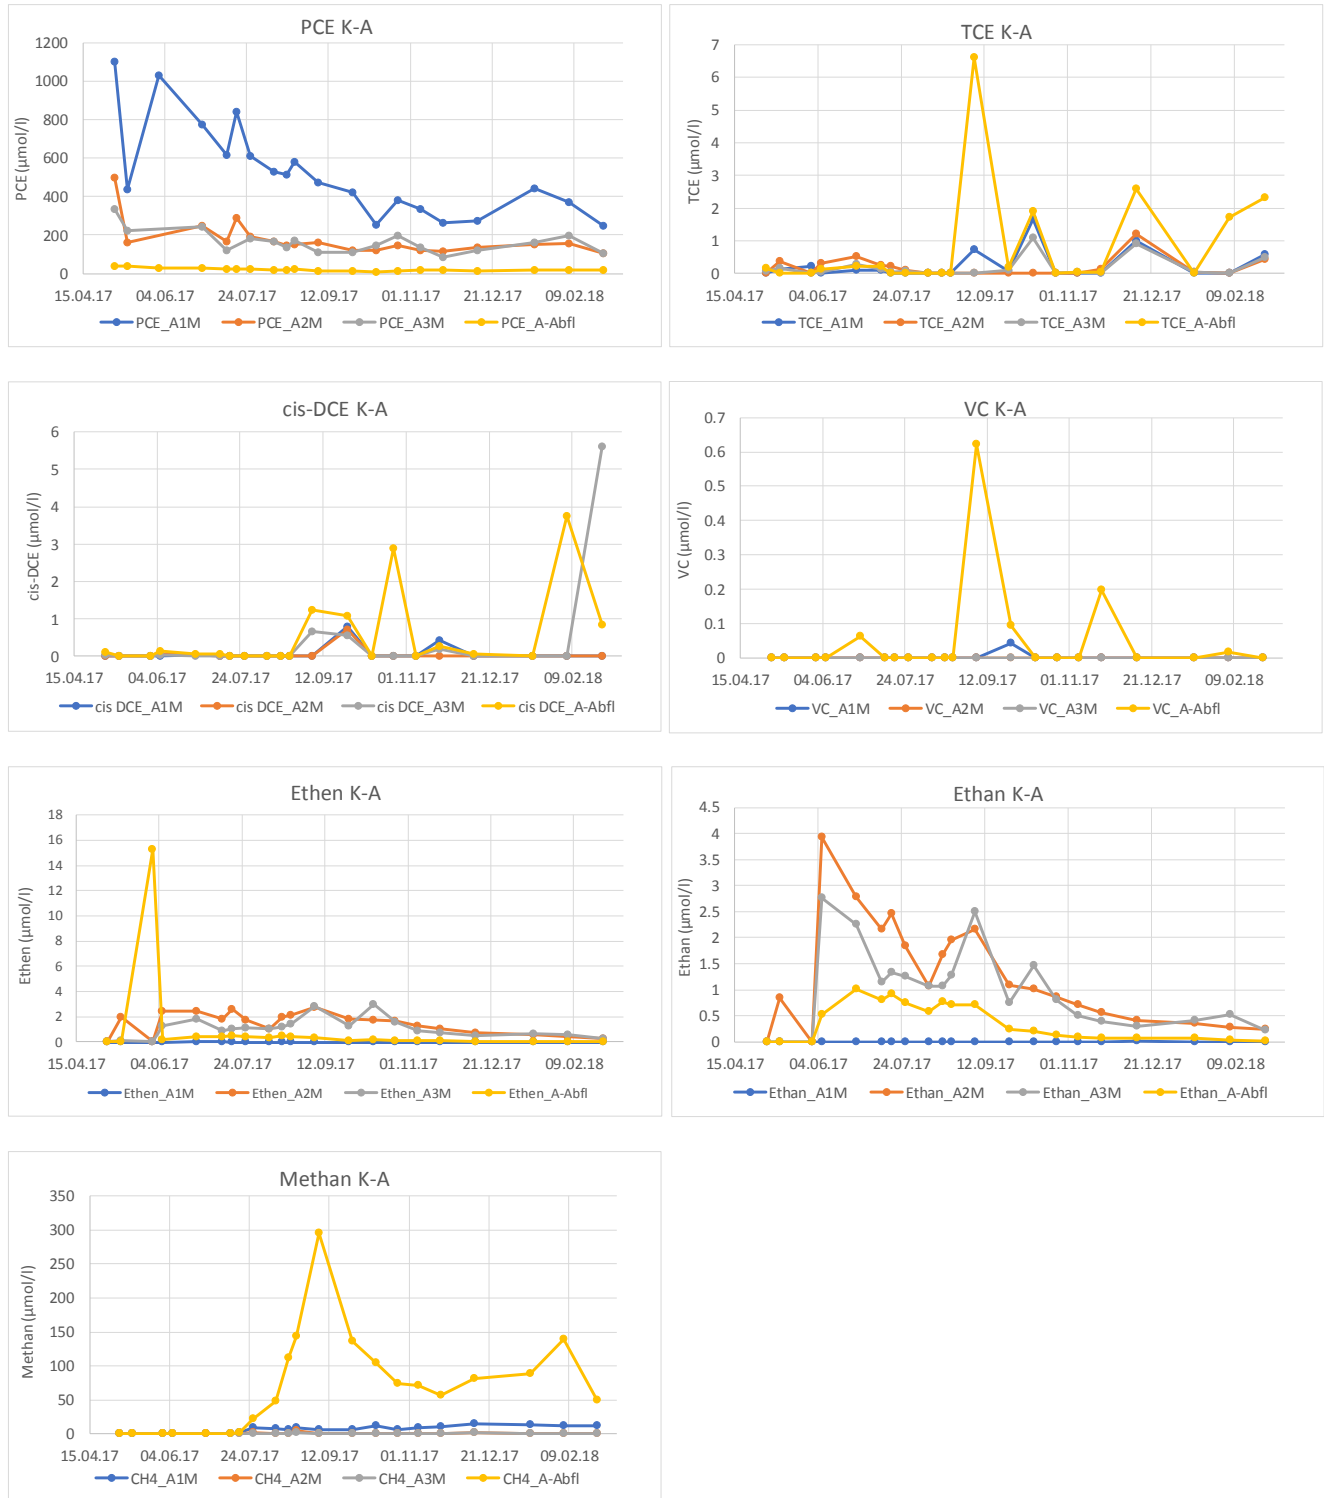 PCE K-A
PCE (µmol/l)
1200
1000
800
600
400
200
0
15.04.17 04.06.17 24.07.17 12.09.17 01.11.17 21.12.17 09.02.18
PCE_A1M PCE_A2M PCE_A3M PCE_A-Abfl
TCE K-A
TCE (µmol/l)
7
6
5
4
3
2
1
0
15.04.17 04.06.17 24.07.17 12.09.17 01.11.17 21.12.17 09.02.18
TCE_A1M TCE_A2M TCE_A3M TCE_A-Abfl
cis-DCE K-A
cis-DCE (µmol/l)
6
5
4
3
2
1
0
15.04.17 04.06.17 24.07.17 12.09.17 01.11.17 21.12.17 09.02.18
cis DCE_A1M cis DCE_A2M cis DCE_A3M cis DCE_A-Abfl
VC K-A
VC (µmol/l)
0.7
0.6
0.5
0.4
0.3
0.2
0.1
0
15.04.17 04.06.17 24.07.17 12.09.17 01.11.17 21.12.17 09.02.18
VC_A1M VC_A2M VC_A3M VC_A-Abfl
Ethen K-A
Ethen (µmol/l)
18
16
14
12
10
8
6
4
2
0
15.04.17 04.06.17 24.07.17 12.09.17 01.11.17 21.12.17 09.02.18
Ethen_A1M Ethen_A2M Ethen_A3M Ethen_A-Abfl
Ethan K-A
Ethan (µmol/l)
4.5
4
3.5
3
2.5
2
1.5
1
0.5
0
15.04.17 04.06.17 24.07.17 12.09.17 01.11.17 21.12.17 09.02.18
Ethan_A1M Ethan_A2M Ethan_A3M Ethan_A-Abfl
Methan K-A
Methan (µmol/l)
350
300
250
200
150
100
50
0
15.04.17 04.06.17 24.07.17 12.09.17 01.11.17 21.12.17 09.02.18
CH4_A1M CH4_A2M CH4_A3M CH4_A-Abfl